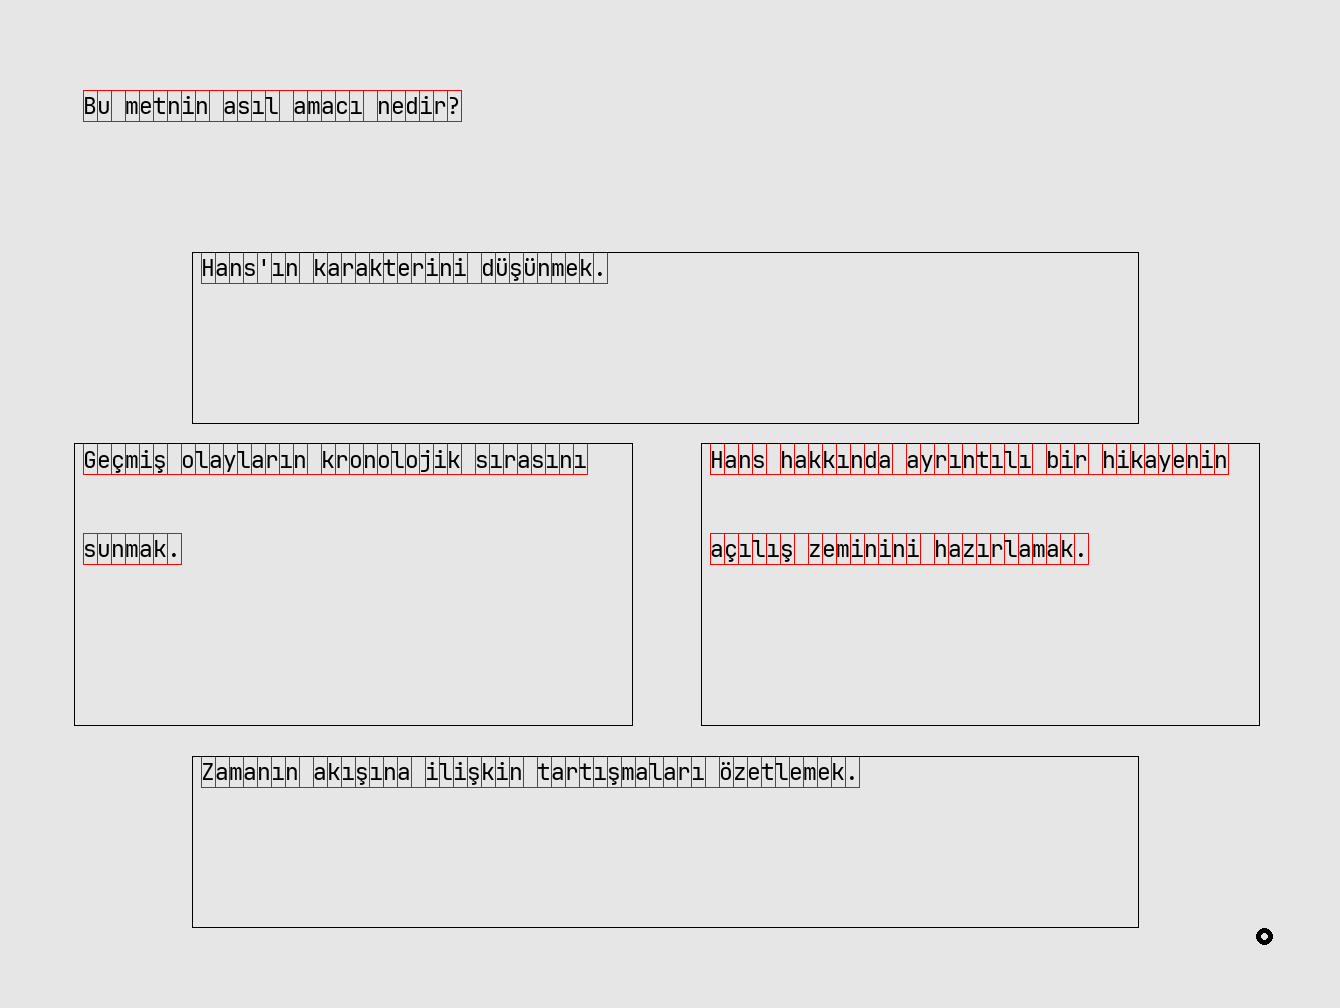 Bu metnin asıl amacı nedir?
Hans'ın karakterini düşünmek.
Geçmiş olayların kronolojik sırasını
sunmak.
Hans hakkında ayrıntılı bir hikayenin
açılış zeminini hazırlamak.
Zamanın akışına ilişkin tartışmaları özetlemek.